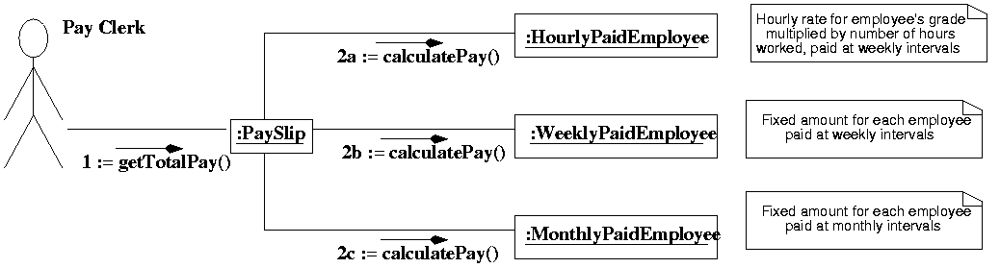 Pay Clerk
1 := getTotalPay()
:PaySlip
2a := calculatePay()
:HourlyPaidEmployee
Hourly rate for employee's grade
multiplied by number of hours
worked, paid at weekly intervals
2b := calculatePay()
:WeeklyPaidEmployee
Fixed amount for each employee
paid at weekly intervals
2c := calculatePay()
:MonthlyPaidEmployee
Fixed amount for each employee
paid at monthly intervals